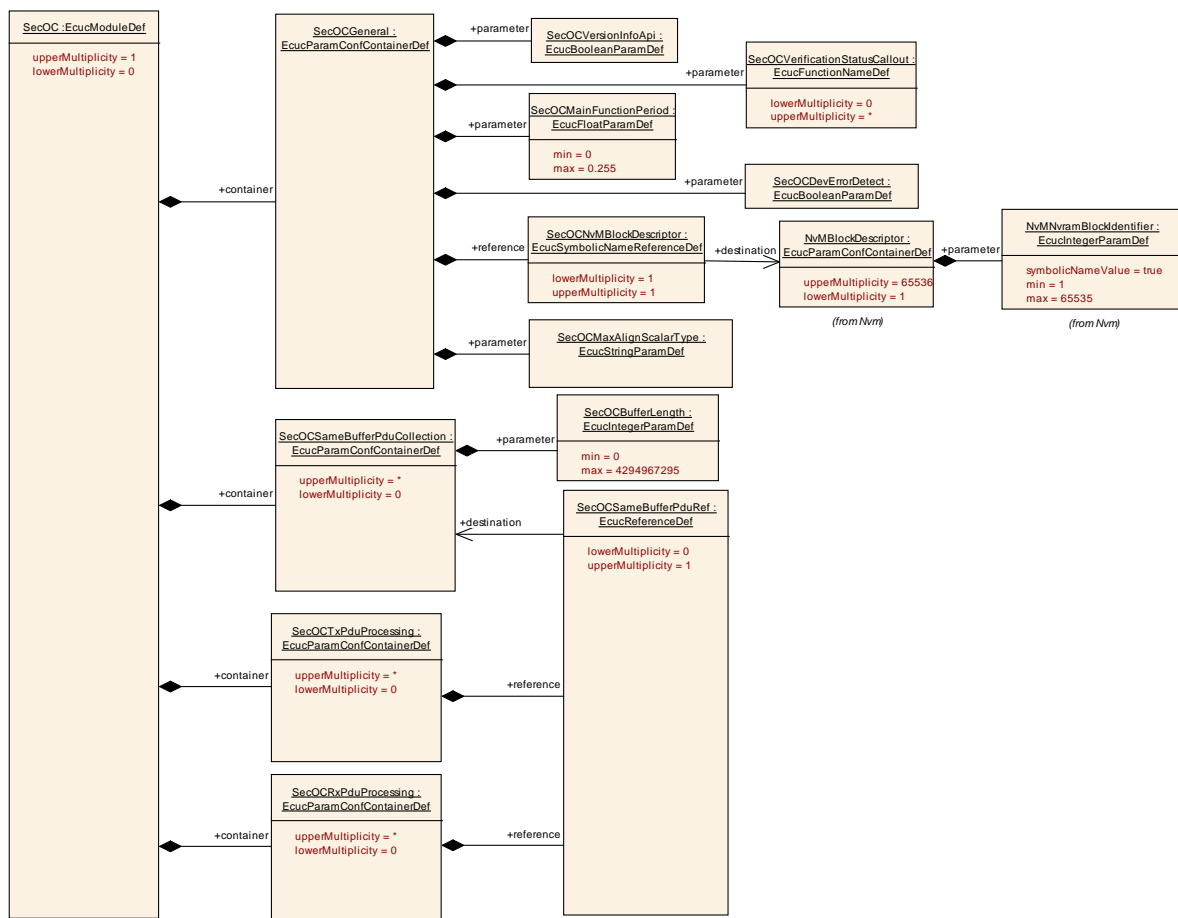 SecOC :EcucModuleDef
upperMultiplicity = 1
lowerMultiplicity = 0
+container
SecOCGeneral :
EcucParamConfContainerDef
+parameter
SecOCVersionInfoApi :
EcucBooleanParamDef
+parameter
SecOCVerificationStatusCallout :
EcucFunctionNameDef
lowerMultiplicity = 0
upperMultiplicity = *
+parameter
SecOCMainFunctionPeriod :
EcucFloatParamDef
min = 0
max = 0.255
+parameter
SecOCDevErrorDetect :
EcucBooleanParamDef
+reference
SecOCNvMBlockDescriptor :
EcucSymbolicNameReferenceDef
lowerMultiplicity = 1
upperMultiplicity = 1
+destination
NvMBlockDescriptor :
EcucParamConfContainerDef
upperMultiplicity = 65536
lowerMultiplicity = 1
(from Nvm)
+parameter
NvMNvramBlockIdentifier :
EcucIntegerParamDef
symbolicNameValue = true
min = 1
max = 65535
(from Nvm)
+parameter
SecOCMaxAlignScalarType :
EcucStringParamDef
+container
SecOCSameBufferPduCollection :
EcucParamConfContainerDef
upperMultiplicity = *
lowerMultiplicity = 0
+parameter
SecOCBufferLength :
EcucIntegerParamDef
min = 0
max = 4294967295
+destination
SecOCSameBufferPduRef :
EcucReferenceDef
lowerMultiplicity = 0
upperMultiplicity = 1
+container
SecOCTxPduProcessing :
EcucParamConfContainerDef
upperMultiplicity = *
lowerMultiplicity = 0
+reference
+container
SecOCRxPduProcessing :
EcucParamConfContainerDef
upperMultiplicity = *
lowerMultiplicity = 0
+reference